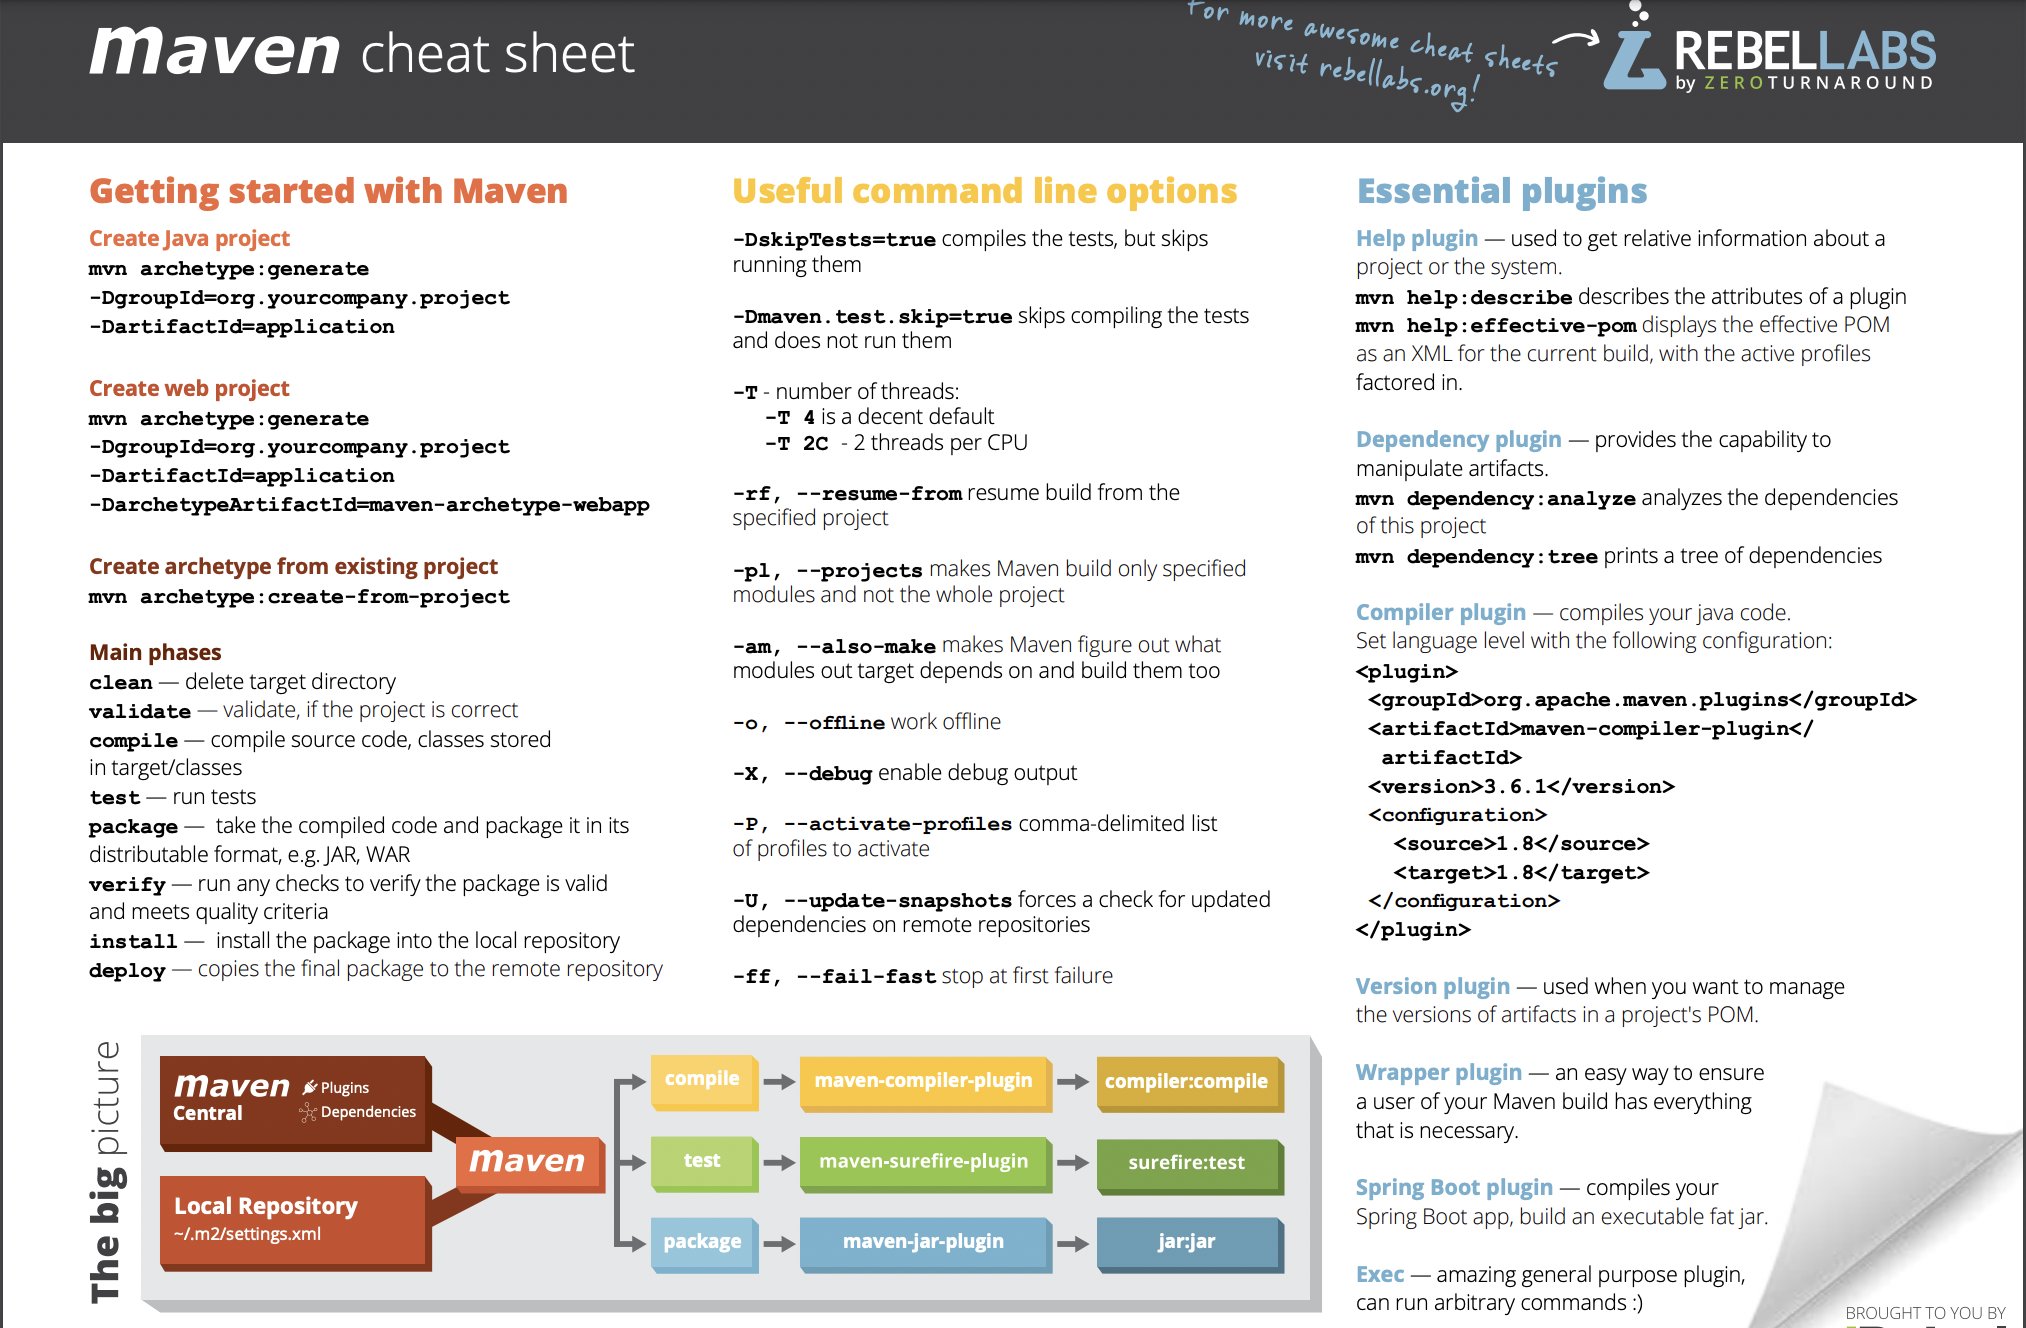 maven cheat sheet
For more awesome cheat sheets
visit rebellabs.org!
REBELLABS
by ZEROTURNAROUND
Getting started with Maven
Create Java project
mvn archetype:generate
-DgroupId=org.yourcompany.project
-DartifactId=application
Create web project
mvn archetype:generate
-DgroupId=org.yourcompany.project
-DartifactId=application
-DarchetypeArtifactId=maven-archetype-webapp
Create archetype from existing project
mvn archetype:create-from-project
Main phases
clean — delete target directory
validate — validate, if the project is correct
compile — compile source code, classes stored
in target/classes
test — run tests
package — take the compiled code and package it in its
distributable format, e.g. JAR, WAR
verify — run any checks to verify the package is valid
and meets quality criteria
install — install the package into the local repository
deploy — copies the final package to the remote repository
Useful command line options
-DskipTests=true compiles the tests, but skips
running them
-Dmaven.test.skip=true skips compiling the tests
and does not run them
-T - number of threads:
-T 4 is a decent default
-T 2C - 2 threads per CPU
-rf, --resume-from resume build from the
specified project
-pl, --projects makes Maven build only specified
modules and not the whole project
-am, --also-make makes Maven figure out what
modules out target depends on and build them too
-o, --offline work offline
-X, --debug enable debug output
-P, --activate-profiles comma-delimited list
of profiles to activate
-U, --update-snapshots forces a check for updated
dependencies on remote repositories
-ff, --fail-fast stop at first failure
Essential plugins
Help plugin — used to get relative information about a
project or the system.
mvn help:describe describes the attributes of a plugin
mvn help:effective-pom displays the effective POM
as an XML for the current build, with the active profiles
factored in.
Dependency plugin — provides the capability to
manipulate artifacts.
mvn dependency:analyze analyzes the dependencies
of this project
mvn dependency:tree prints a tree of dependencies
Compiler plugin — compiles your java code.
Set language level with the following configuration:
<plugin>
<groupId>org.apache.maven.plugins</groupId>
<artifactId>maven-compiler-plugin</
artifactId>
<version>3.6.1</version>
<configuration>
<source>1.8</source>
<target>1.8</target>
</configuration>
</plugin>
Version plugin — used when you want to manage
the versions of artifacts in a project's POM.
Wrapper plugin — an easy way to ensure
a user of your Maven build has everything
that is necessary.
Spring Boot plugin — compiles your
Spring Boot app, build an executable fat jar.
Exec — amazing general purpose plugin,
can run arbitrary commands :)
The big picture
maven
Central
Plugins
Dependencies
Local Repository
~/.m2/settings.xml
maven
compile
maven-compiler-plugin
compiler:compile
test
maven-surefire-plugin
surefire:test
package
maven-jar-plugin
jar:jar
BROUGHT TO YOU BY